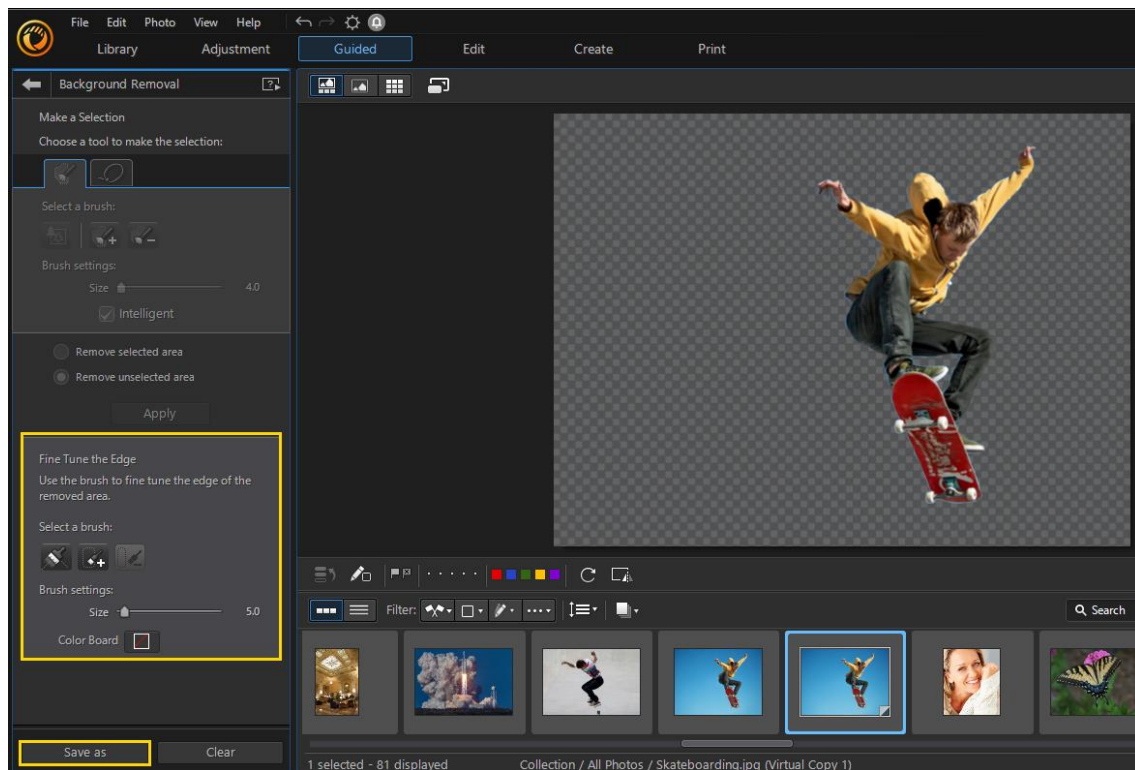 File Edit Photo View Help
Library Adjustment Guided Edit Create Print
Background Removal
Make a Selection
Choose a tool to make the selection:
Select a brush:
Brush settings:
Size 4.0
Intelligent
Remove selected area
Remove unselected area
Apply
Fine Tune the Edge
Use the brush to fine tune the edge of the
removed area.
Select a brush:
Brush settings:
Size 5.0
Color Board
Save as Clear
Filter:
Search
1 selected - 81 displayed Collection / All Photos / Skateboarding.jpg (Virtual Copy 1)